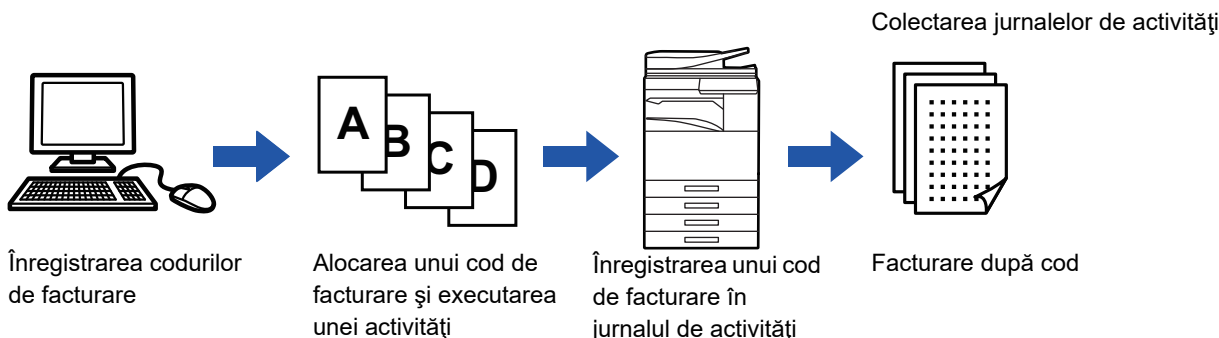 Colectarea jurnalelor de activităţi
A
B
C
D
Înregistrarea codurilor
de facturare
Alocarea unui cod de
facturare şi executarea
unei activităţi
Înregistrarea unui cod
de facturare în
jurnalul de activităţi
Facturare după cod